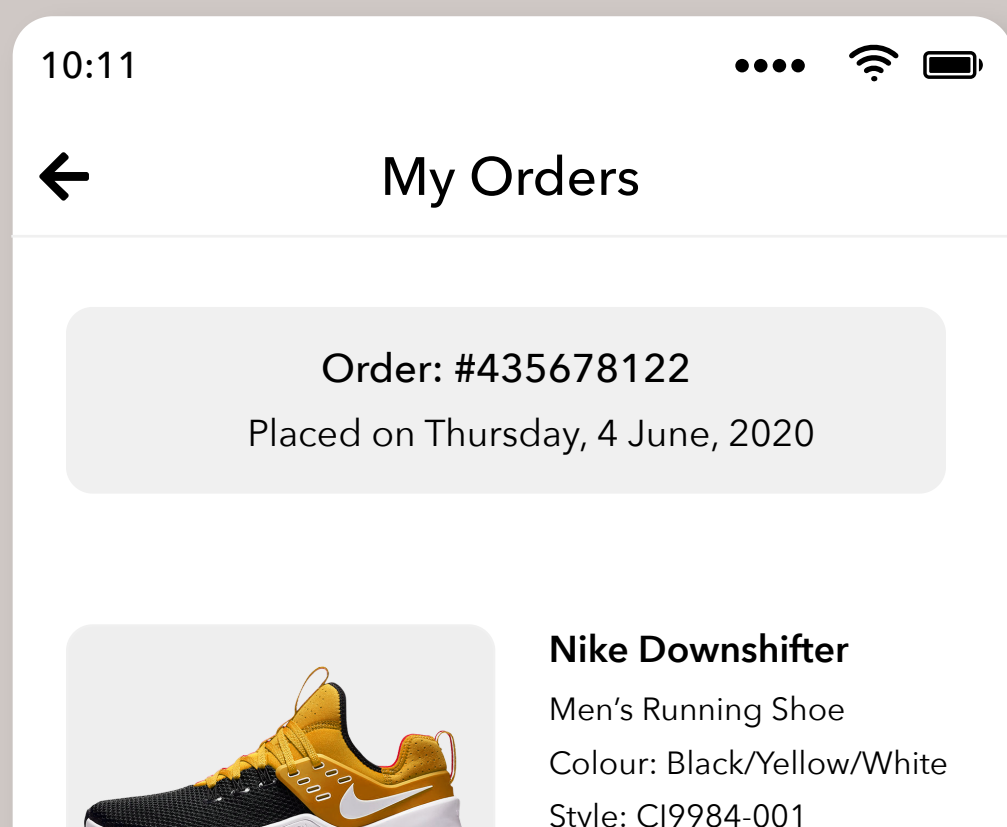 10:11
My Orders
Order: #435678122
Placed on Thursday, 4 June, 2020
Nike Downshifter
Men’s Running Shoe
Colour: Black/Yellow/White
Style: CI9984-001